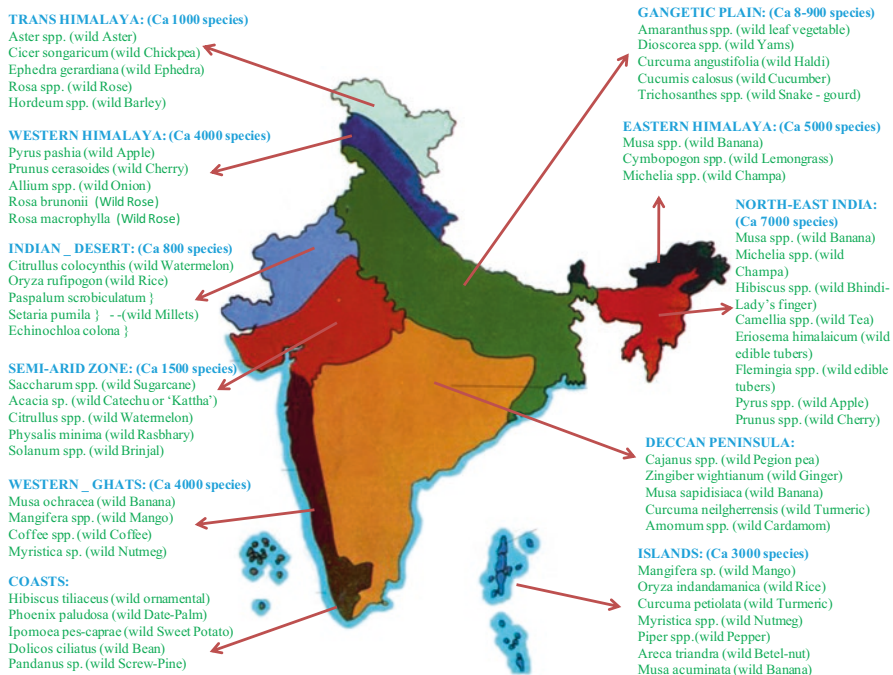 TRANS HIMALAYA: (Ca 1000 species)
Aster spp. (wild Aster)
Cicer songaricum (wild Chickpea)
Ephedra gerardiana (wild Ephedra)
Rosa spp. (wild Rose)
Hordeum spp. (wild Barley)
WESTERN HIMALAYA: (Ca 4000 species)
Pyrus pashia (wild Apple)
Prunus cerasoides (wild Cherry)
Allium spp. (wild Onion)
Rosa brunonii (Wild Rose)
Rosa macrophylla (Wild Rose)
INDIAN _ DESERT: (Ca 800 species)
Citrullus colocynthis (wild Watermelon)
Oryza rufipogon (wild Rice)
Paspalum scrobiculatum }
Setaria pumila } - -(wild Millets)
Echinochloa colona }
SEMI-ARID ZONE: (Ca 1500 species)
Saccharum spp. (wild Sugarcane)
Acacia sp. (wild Catechu or ‘Kattha’)
Citrullus spp. (wild Watermelon)
Physalis minima (wild Rasbhary)
Solanum spp. (wild Brinjal)
WESTERN _ GHATS: (Ca 4000 species)
Musa ochracea (wild Banana)
Mangifera spp. (wild Mango)
Coffee spp. (wild Coffee)
Myristica sp. (wild Nutmeg)
COASTS:
Hibiscus tiliaceus (wild ornamental)
Phoenix paludosa (wild Date-Palm)
Ipomoea pes-caprae (wild Sweet Potato)
Dolicos ciliatus (wild Bean)
Pandanus sp. (wild Screw-Pine)
GANGETIC PLAIN: (Ca 8-900 species)
Amaranthus spp. (wild leaf vegetable)
Dioscorea spp. (wild Yams)
Curcuma angustifolia (wild Haldi)
Cucumis calosus (wild Cucumber)
Trichosanthes spp. (wild Snake - gourd)
EASTERN HIMALAYA: (Ca 5000 species)
Musa spp. (wild Banana)
Cymbopogon spp. (wild Lemongrass)
Michelia spp. (wild Champa)
NORTH-EAST INDIA:
(Ca 7000 species)
Musa spp. (wild Banana)
Michelia spp. (wild
Champa)
Hibiscus spp. (wild Bhindi-
Lady’s finger)
Camellia spp. (wild Tea)
Eriosema himalaicum (wild
edible tubers)
Flemingia spp. (wild edible
tubers)
Pyrus spp. (wild Apple)
Prunus spp. (wild Cherry)
DECCAN PENINSULA:
Cajanus spp. (wild Pegion pea)
Zingiber wightianum (wild Ginger)
Musa sapidisiaca (wild Banana)
Curcuma neilgherrensis (wild Turmeric)
Amomum spp. (wild Cardamom)
ISLANDS: (Ca 3000 species)
Mangifera sp. (wild Mango)
Oryza indandamanica (wild Rice)
Curcuma petiolata (wild Turmeric)
Myristica spp. (wild Nutmeg)
Piper spp.(wild Pepper)
Areca triandra (wild Betel-nut)
Musa acuminata (wild Banana)